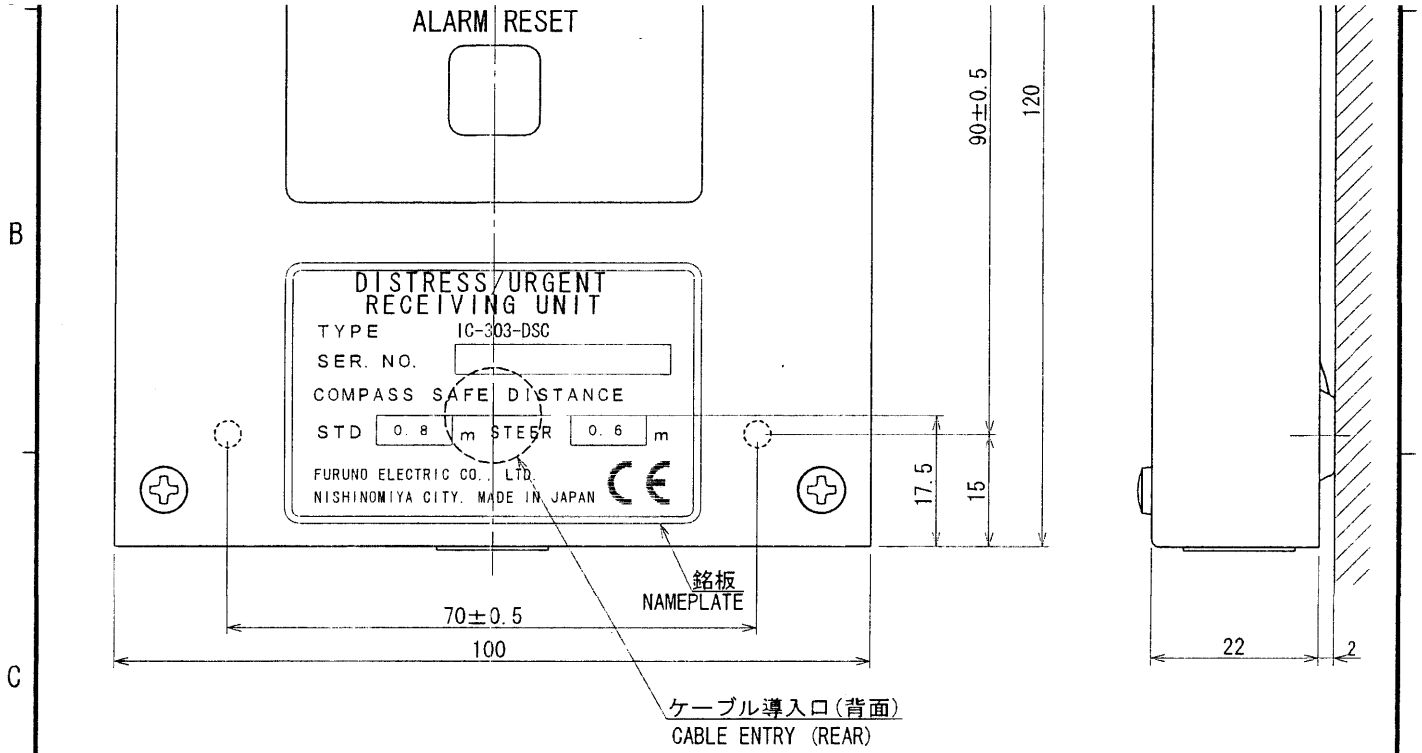 ALARM RESET
90±0.5
120
B
DISTRESS/URGENT
RECEIVING UNIT
TYPE IC-303-DSC
SER. NO.
COMPASS SAFE DISTANCE
STD 0.8 m STEER 0.6 m
FURUNO ELECTRIC CO., LTD.
NISHINOMIYA CITY. MADE IN JAPAN
CE
17.5
15
銘板
NAMEPLATE
70±0.5
100
22
2
C
ケーブル導入口(背面)
CABLE ENTRY (REAR)